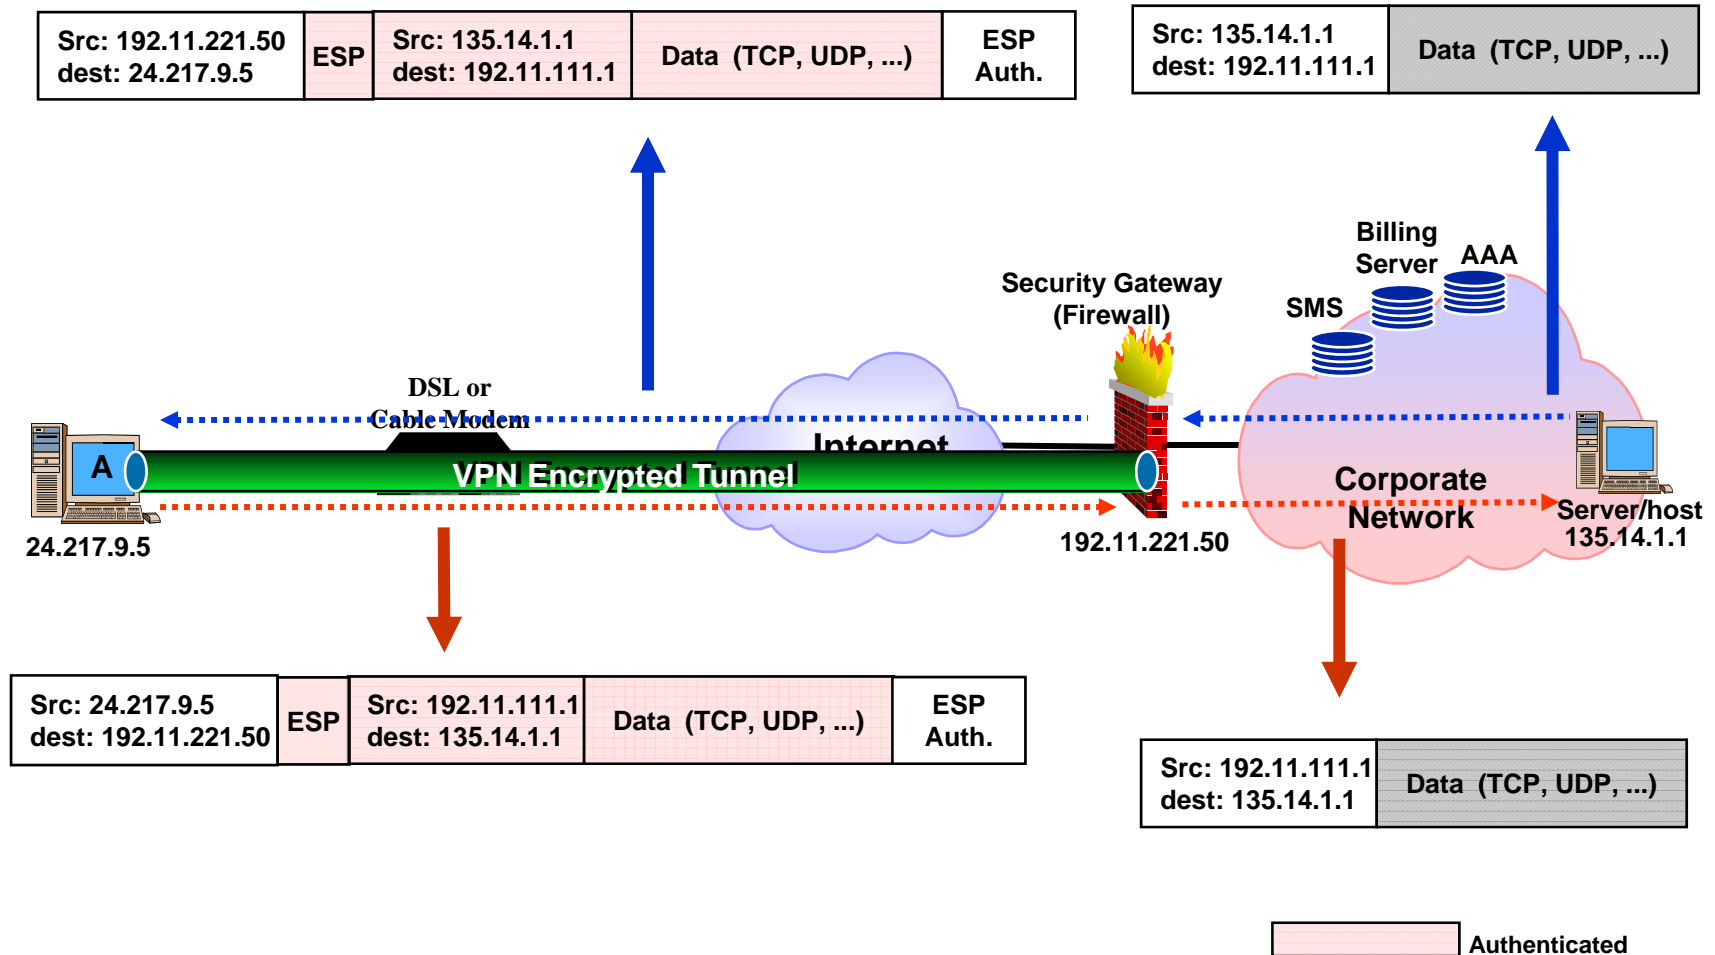 Src: 192.11.221.50
dest: 24.217.9.5
ESP
Src: 135.14.1.1
dest: 192.11.111.1
Data (TCP, UDP, ...)
ESP
Auth.
Src: 135.14.1.1
dest: 192.11.111.1
Data (TCP, UDP, ...)
Billing
Server
AAA
SMS
Security Gateway
(Firewall)
DSL or
Cable Modem
Internet
A
VPN Encrypted Tunnel
Corporate
Network
24.217.9.5
192.11.221.50
Server/host
135.14.1.1
Src: 24.217.9.5
dest: 192.11.221.50
ESP
Src: 192.11.111.1
dest: 135.14.1.1
Data (TCP, UDP, ...)
ESP
Auth.
Src: 192.11.111.1
dest: 135.14.1.1
Data (TCP, UDP, ...)
Authenticated